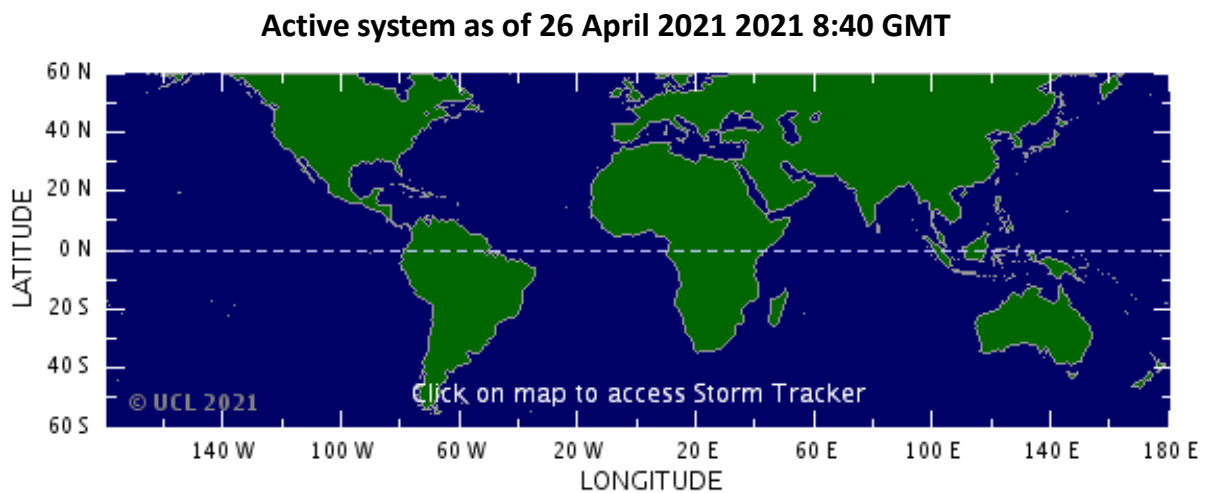 Active system as of 26 April 2021 2021 8:40 GMT
60 N
40 N
20 N
0 N
20 S
40 S
60 S
LATITUDE
Click on map to access Storm Tracker
© UCL 2021
140 W 100 W 60 W 20 W 20 E 60 E 100 E 140 E 180 E
LONGITUDE